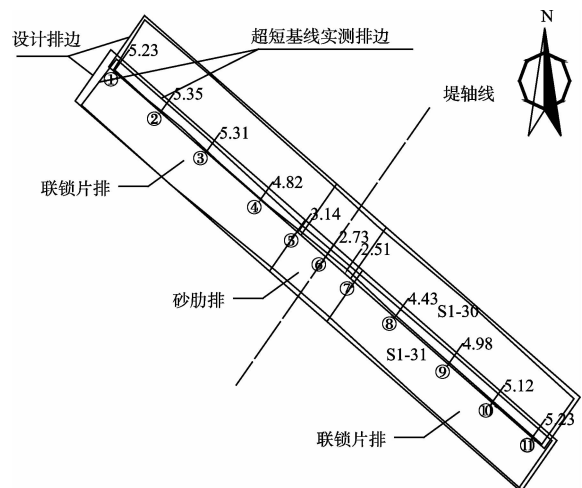 N
设计排边
超短基线实测排边
5.23
①
5.35
②
5.31
③
堤轴线
联锁片排
4.82
④
3.14
⑤
2.73
⑥
2.51
⑦
砂肋排
4.43
⑧
S1-30
S1-31
4.98
⑨
5.12
⑩
5.23
⑪
联锁片排